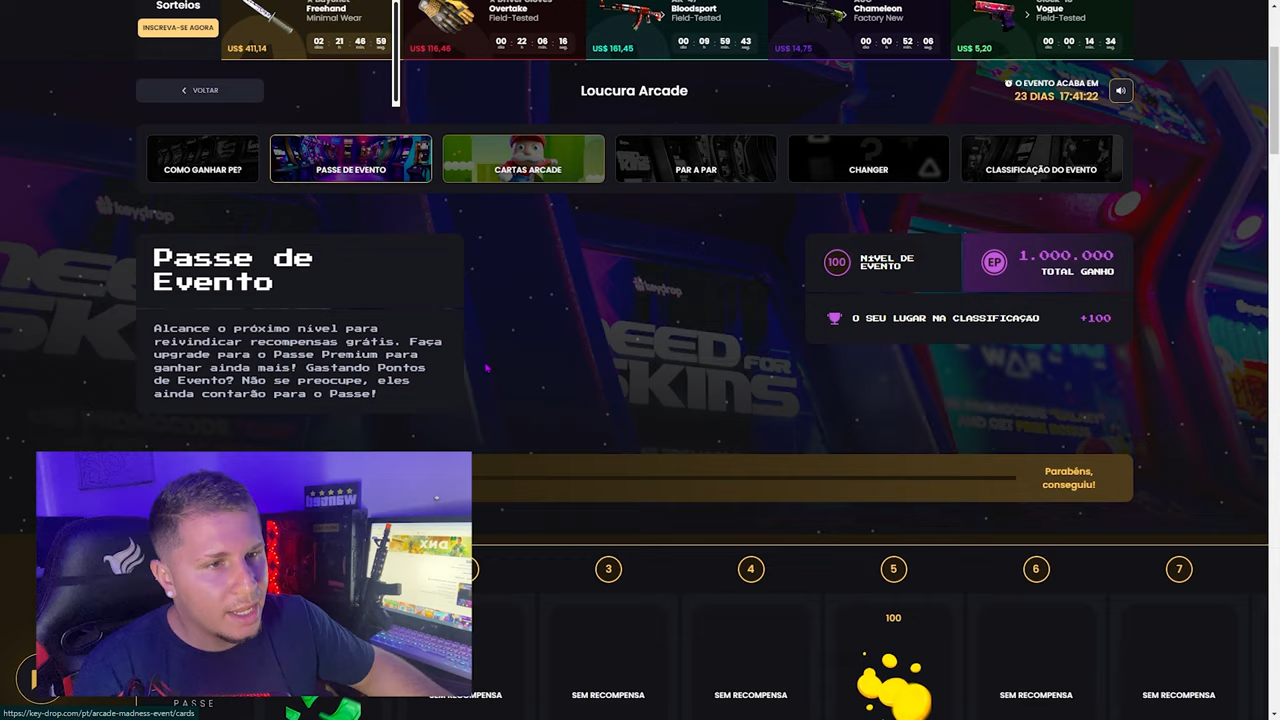 Sorteios
INSCREVA-SE AGORA
Freehand
Minimal Wear
US$ 411,14
02 21 46 59
Overtake
Field-Tested
US$ 116,46
00 22 06 16
Bloodsport
Field-Tested
US$ 161,45
00 09 59 43
Chameleon
Factory New
US$ 14,75
00 00 52 06
Vogue
Field-Tested
US$ 5,20
00 00 14 34
VOLTAR
Loucura Arcade
O EVENTO ACABA EM
23 DIAS 17:41:22
COMO GANHAR PE?
PASSE DE EVENTO
CARTAS ARCADE
PAR A PAR
CHANGER
CLASSIFICAÇÃO DO EVENTO
keydrop
keydrop
NEED FOR
SKINS
Passe de
Evento
Alcance o próximo nível para
reivindicar recompensas grátis. Faça
upgrade para o Passe Premium para
ganhar ainda mais! Gastando Pontos
de Evento? Não se preocupe, eles
ainda contarão para o Passe!
100
NíVEL DE
EVENTO
EP
1.000.000
TOTAL GANHO
O SEU LUGAR NA CLASSIFICAÇÃO
+100
Parabéns,
conseguiu!
Wanted
DNX
3
4
5
6
7
100
SEM RECOMPENSA
SEM RECOMPENSA
SEM RECOMPENSA
SEM RECOMPENSA
SEM RECOMPENSA
PASSE
https://key-drop.com/pt/arcade-madness-event/cards